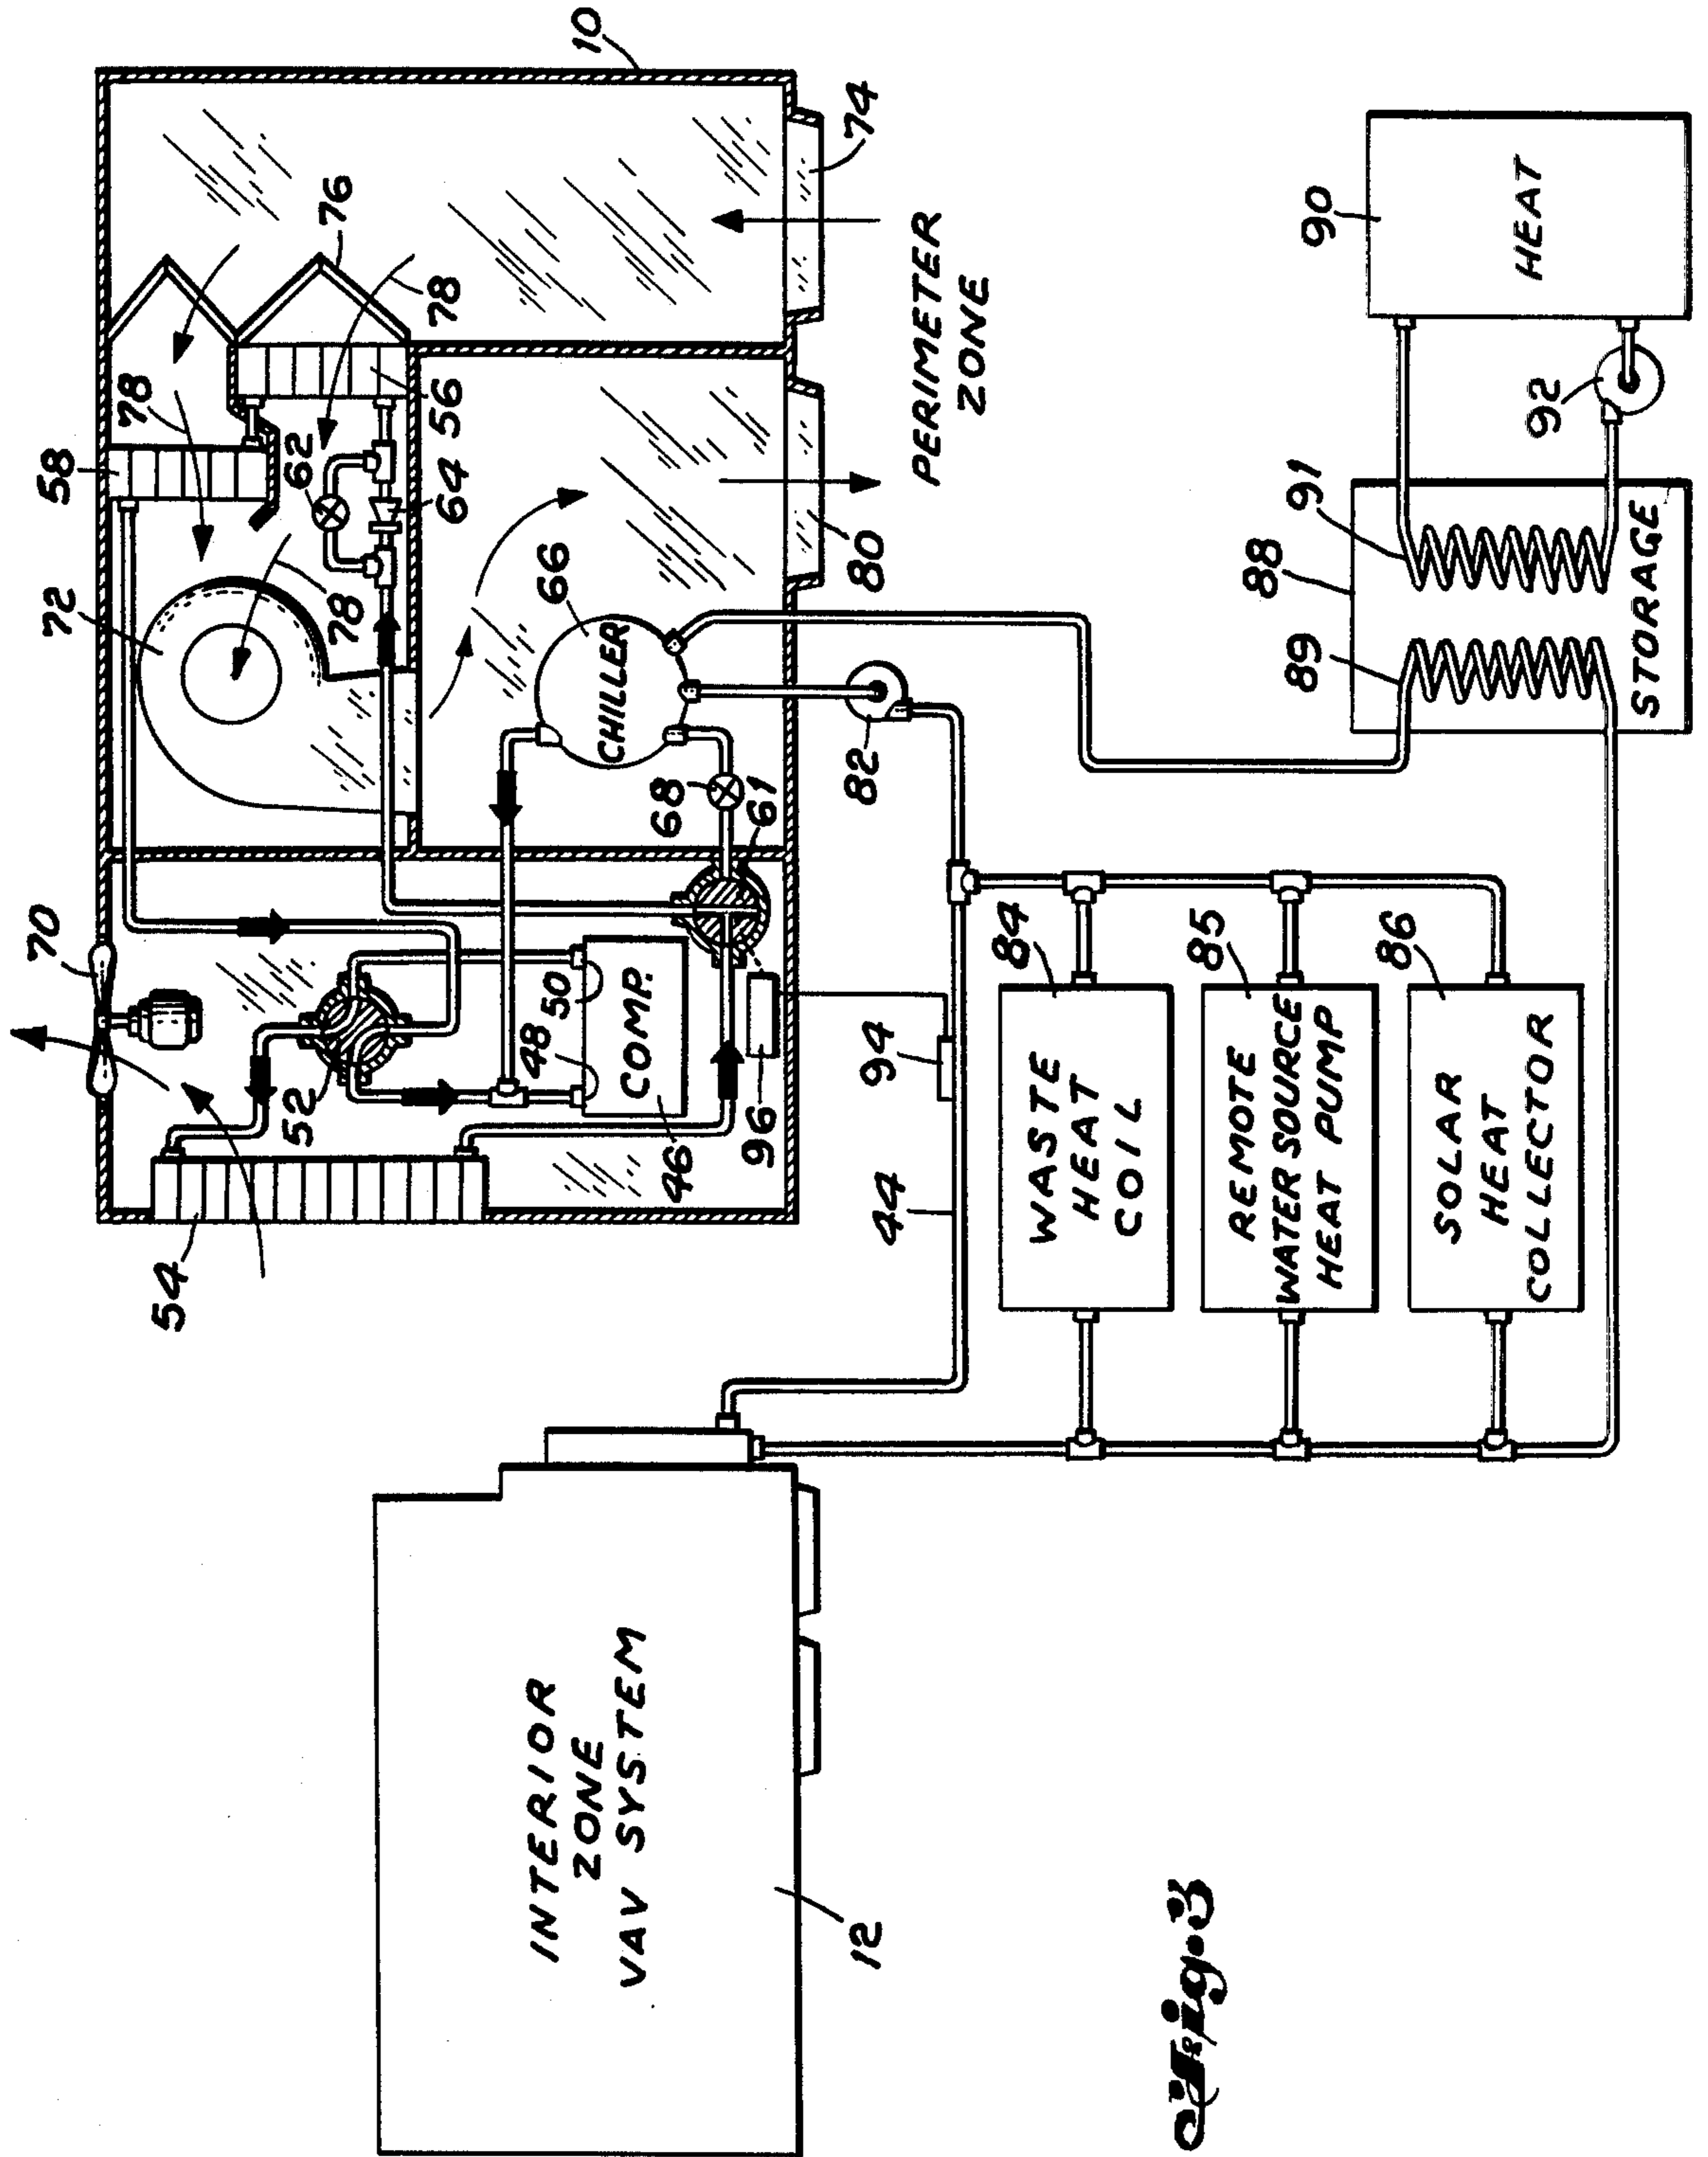 70
72
58
10
78
76
62
78
56
64
78
54
52
48
50
COMP.
46
96
68
61
CHILLER
66
80
74
PERIMETER
ZONE
82
94
44
84
WASTE
HEAT
COIL
85
REMOTE
WATER SOURCE
HEAT PUMP
86
SOLAR
HEAT
COLLECTOR
88
89
91
STORAGE
90
HEAT
92
INTERIOR
ZONE
VAV SYSTEM
12
Fig. 3